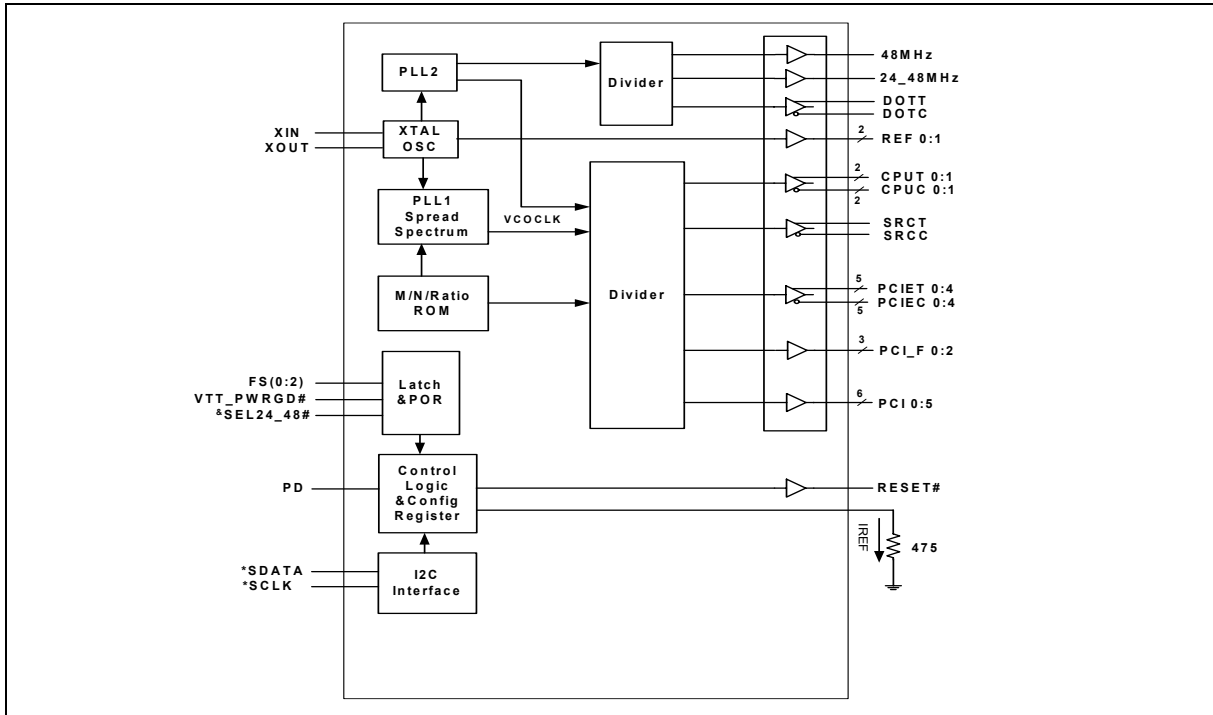 48MHz
PLL2
Divider
24_48MHz
DOTT
DOTC
XIN
XOUT
XTAL
OSC
2
REF 0:1
2
CPUT 0:1
CPUC 0:1
2
PLL1
Spread
Spectrum
VCOCLK
SRCT
SRCC
M/N/Ratio
ROM
Divider
5
PCIET 0:4
PCIEC 0:4
5
3
PCI_F 0:2
FS(0:2)
VTT_PWRGD#
&SEL24_48#
Latch
&POR
6
PCI 0:5
PD
Control
Logic
&Config
Register
RESET#
IREF
475
*SDATA
*SCLK
I2C
Interface